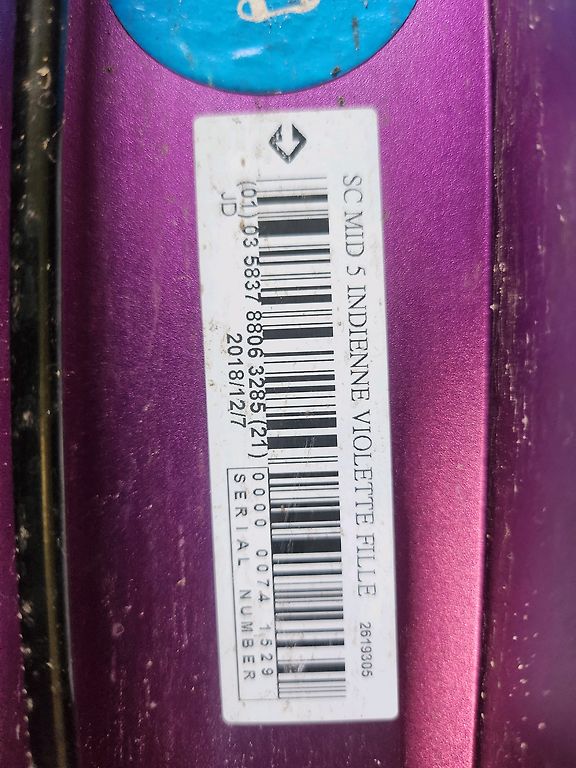 SC MID 5 INDIENNE VIOLETTE FILLE 2619305
(01) 03 5837 8806 3285 (21) 0000 0074 1529
JD 2018/12/7 SERIAL NUMBER